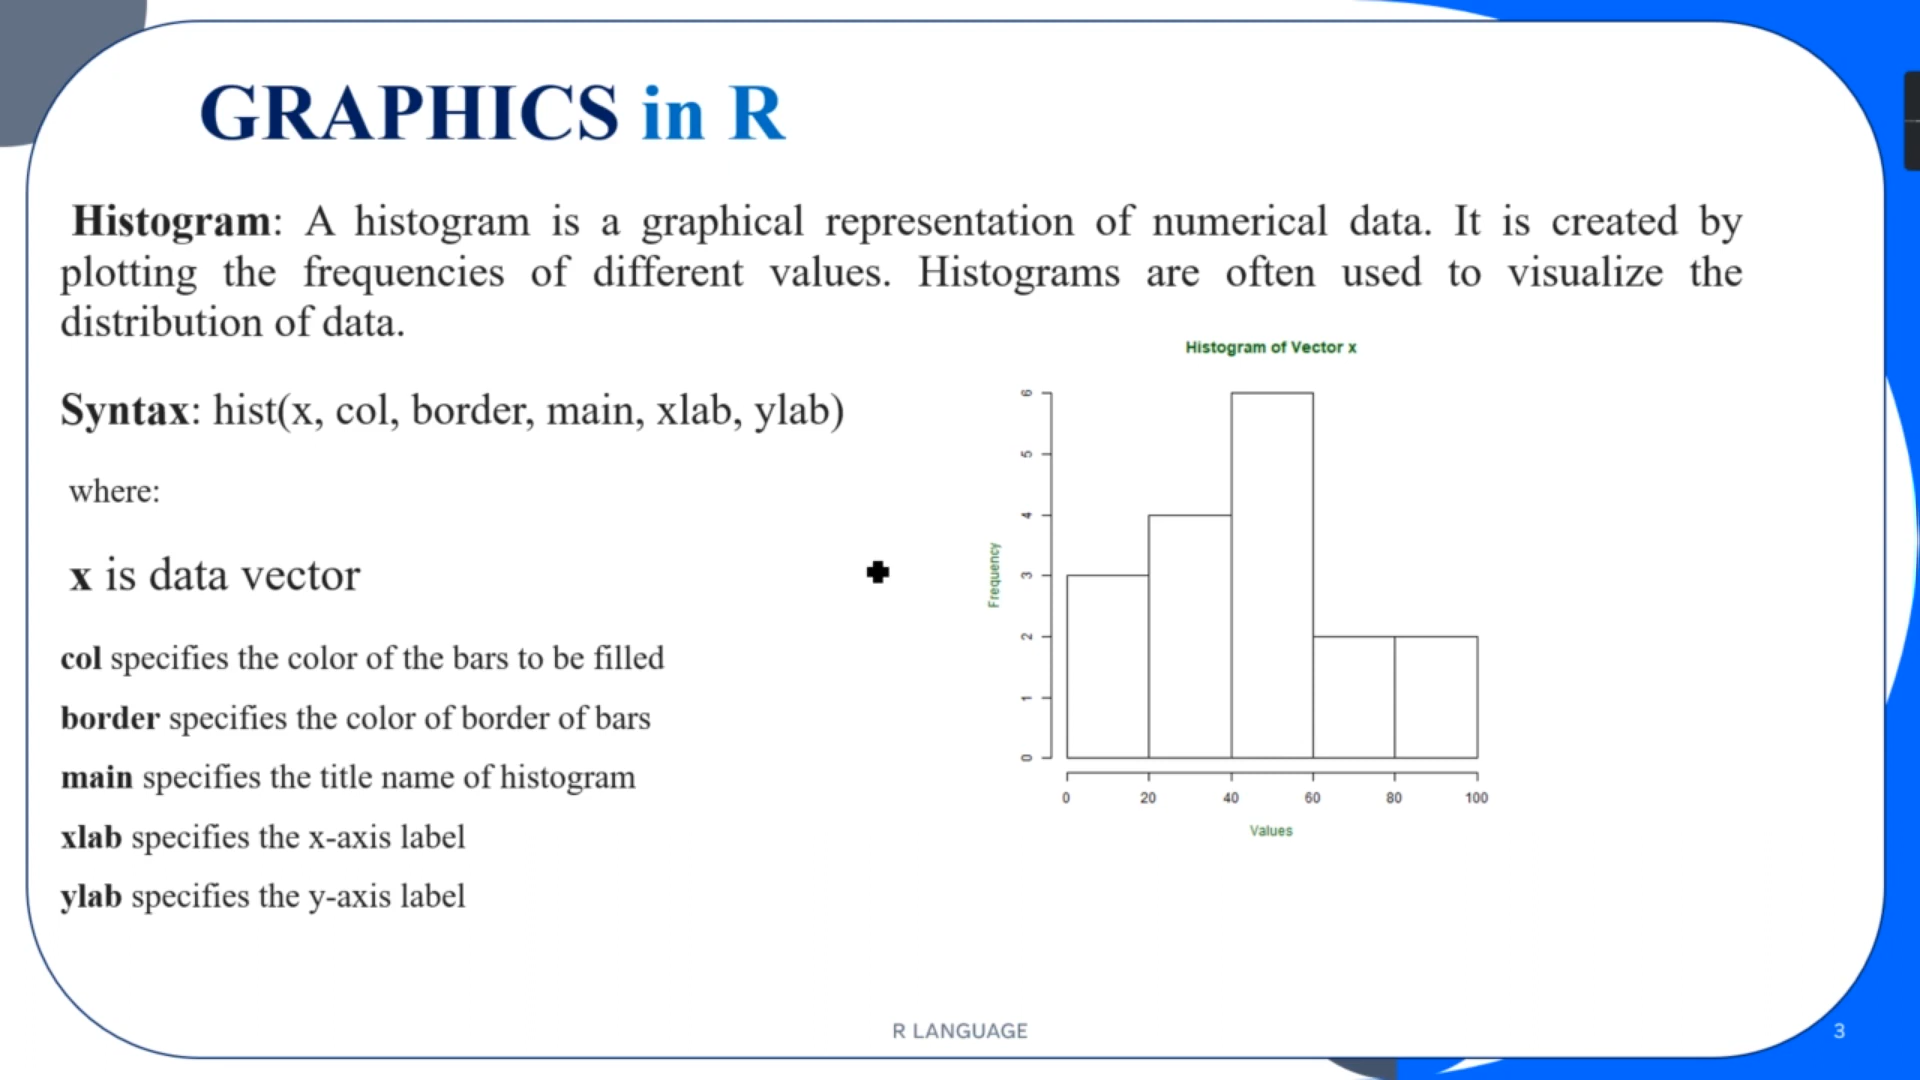 GRAPHICS in R
Histogram: A histogram is a graphical representation of numerical data. It is created by
plotting the frequencies of different values. Histograms are often used to visualize the
distribution of data.
Syntax: hist(x, col, border, main, xlab, ylab)
where:
x is data vector
col specifies the color of the bars to be filled
border specifies the color of border of bars
main specifies the title name of histogram
xlab specifies the x-axis label
ylab specifies the y-axis label
Histogram of Vector x
Frequency
6
5
4
3
2
1
0
0 20 40 60 80 100
Values
R LANGUAGE
3